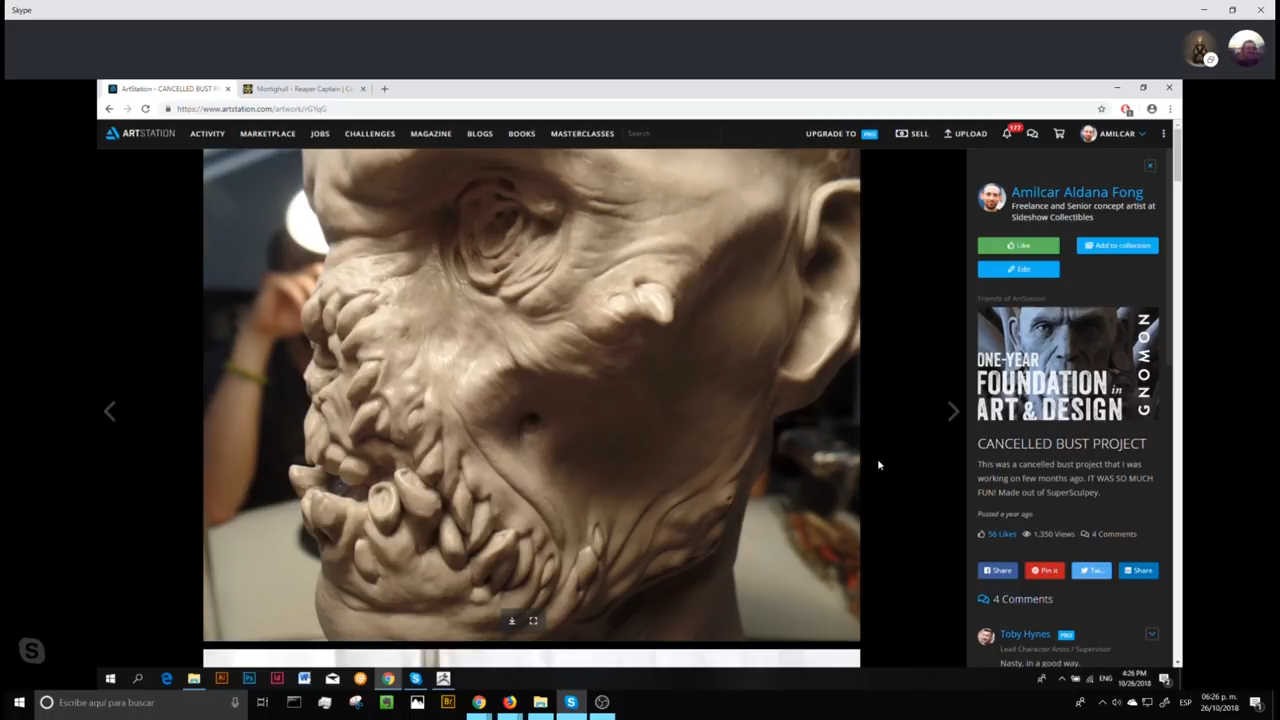 Skype
ArtStation - CANCELLED BUST P
Mortighull - Reaper Captain | C
https://www.artstation.com/artwork/rGYqG
ARTSTATION ACTIVITY MARKETPLACE JOBS CHALLENGES MAGAZINE BLOGS BOOKS MASTERCLASSES Search UPGRADE TO PRO SELL UPLOAD 177 AMILCAR
Amilcar Aldana Fong
Freelance and Senior concept artist at
Sideshow Collectibles
Like Add to collection
Edit
Friends of ArtStation
ONE-YEAR
FOUNDATION in
ART & DESIGN
GNOMON
CANCELLED BUST PROJECT
This was a cancelled bust project that I was
working on few months ago. IT WAS SO MUCH
FUN! Made out of SuperSculpey.
Posted a year ago
56 Likes 1,350 Views 4 Comments
Share Pin it Tw... Share
4 Comments
Toby Hynes PRO
Lead Character Artist / Supervisor
Nasty, in a good way.
Ai Ps Id W ENG 4:26 PM
10/26/2018
Escribe aquí para buscar Br ESP 06:26 p. m.
26/10/2018